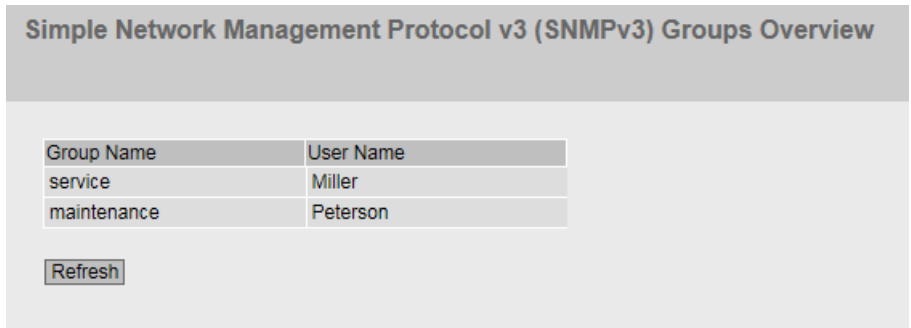 Simple Network Management Protocol v3 (SNMPv3) Groups Overview
Group Name User Name
service Miller
maintenance Peterson
Refresh